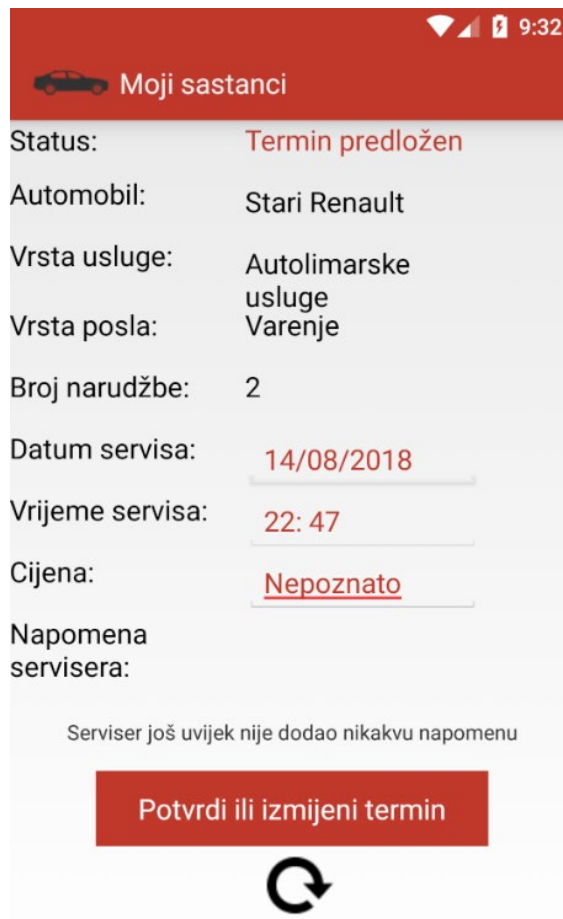 9:32
Moji sastanci
Status: Termin predložen
Automobil: Stari Renault
Vrsta usluge: Autolimarske
usluge
Vrsta posla: Varenje
Broj narudžbe: 2
Datum servisa: 14/08/2018
Vrijeme servisa: 22: 47
Cijena: Nepoznato
Napomena
servisera:
Serviser još uvijek nije dodao nikakvu napomenu
Potvrdi ili izmijeni termin